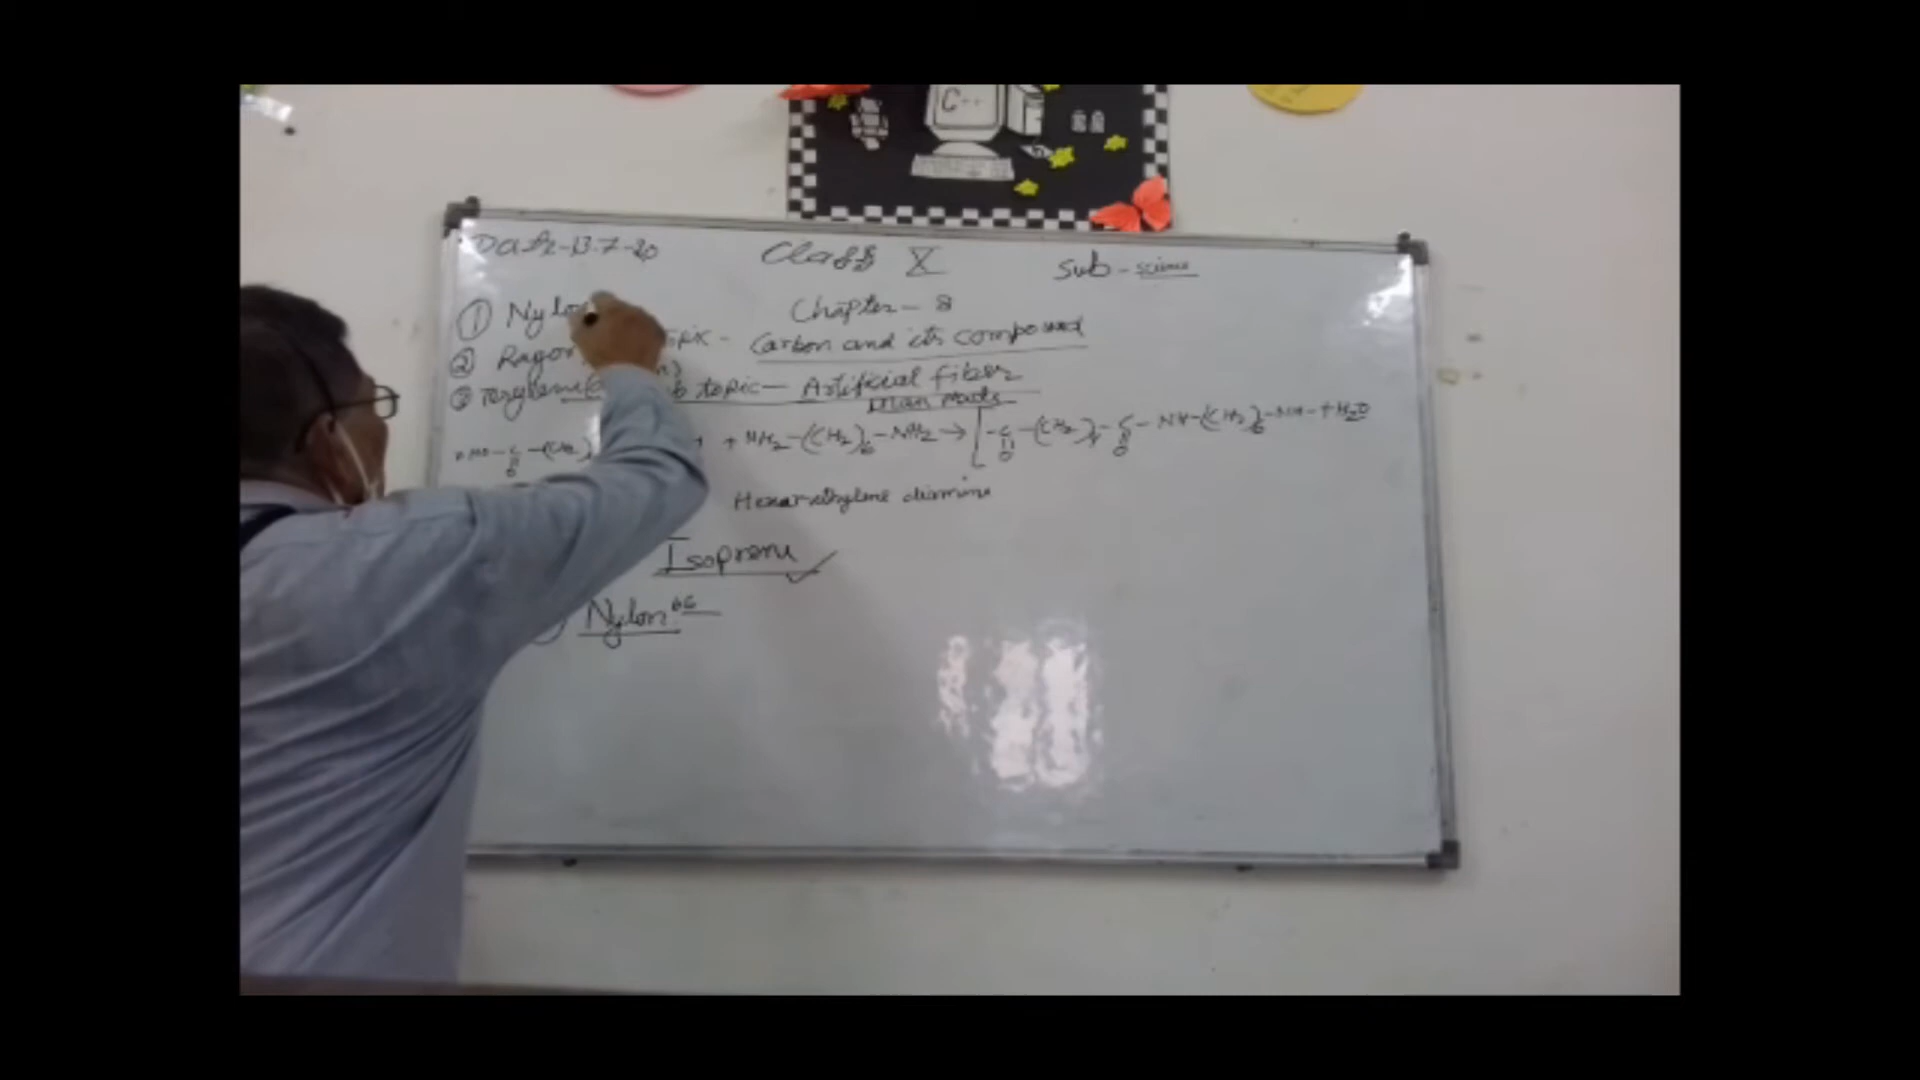 C++
Date-13-7-20 Class X Sub-science
① Nylon Chapter-8
② Rayon Topic - Carbon and its compound
③ Terylene Sub topic- Artificial fiber
man made
-C-(CH2) + NH2-(CH2)6-NH2 → [-C-(CH2)4-C-NH-(CH2)6-NH-+H2O
O O O
Hexamethylene diamine
Isoprene
Nylon 66